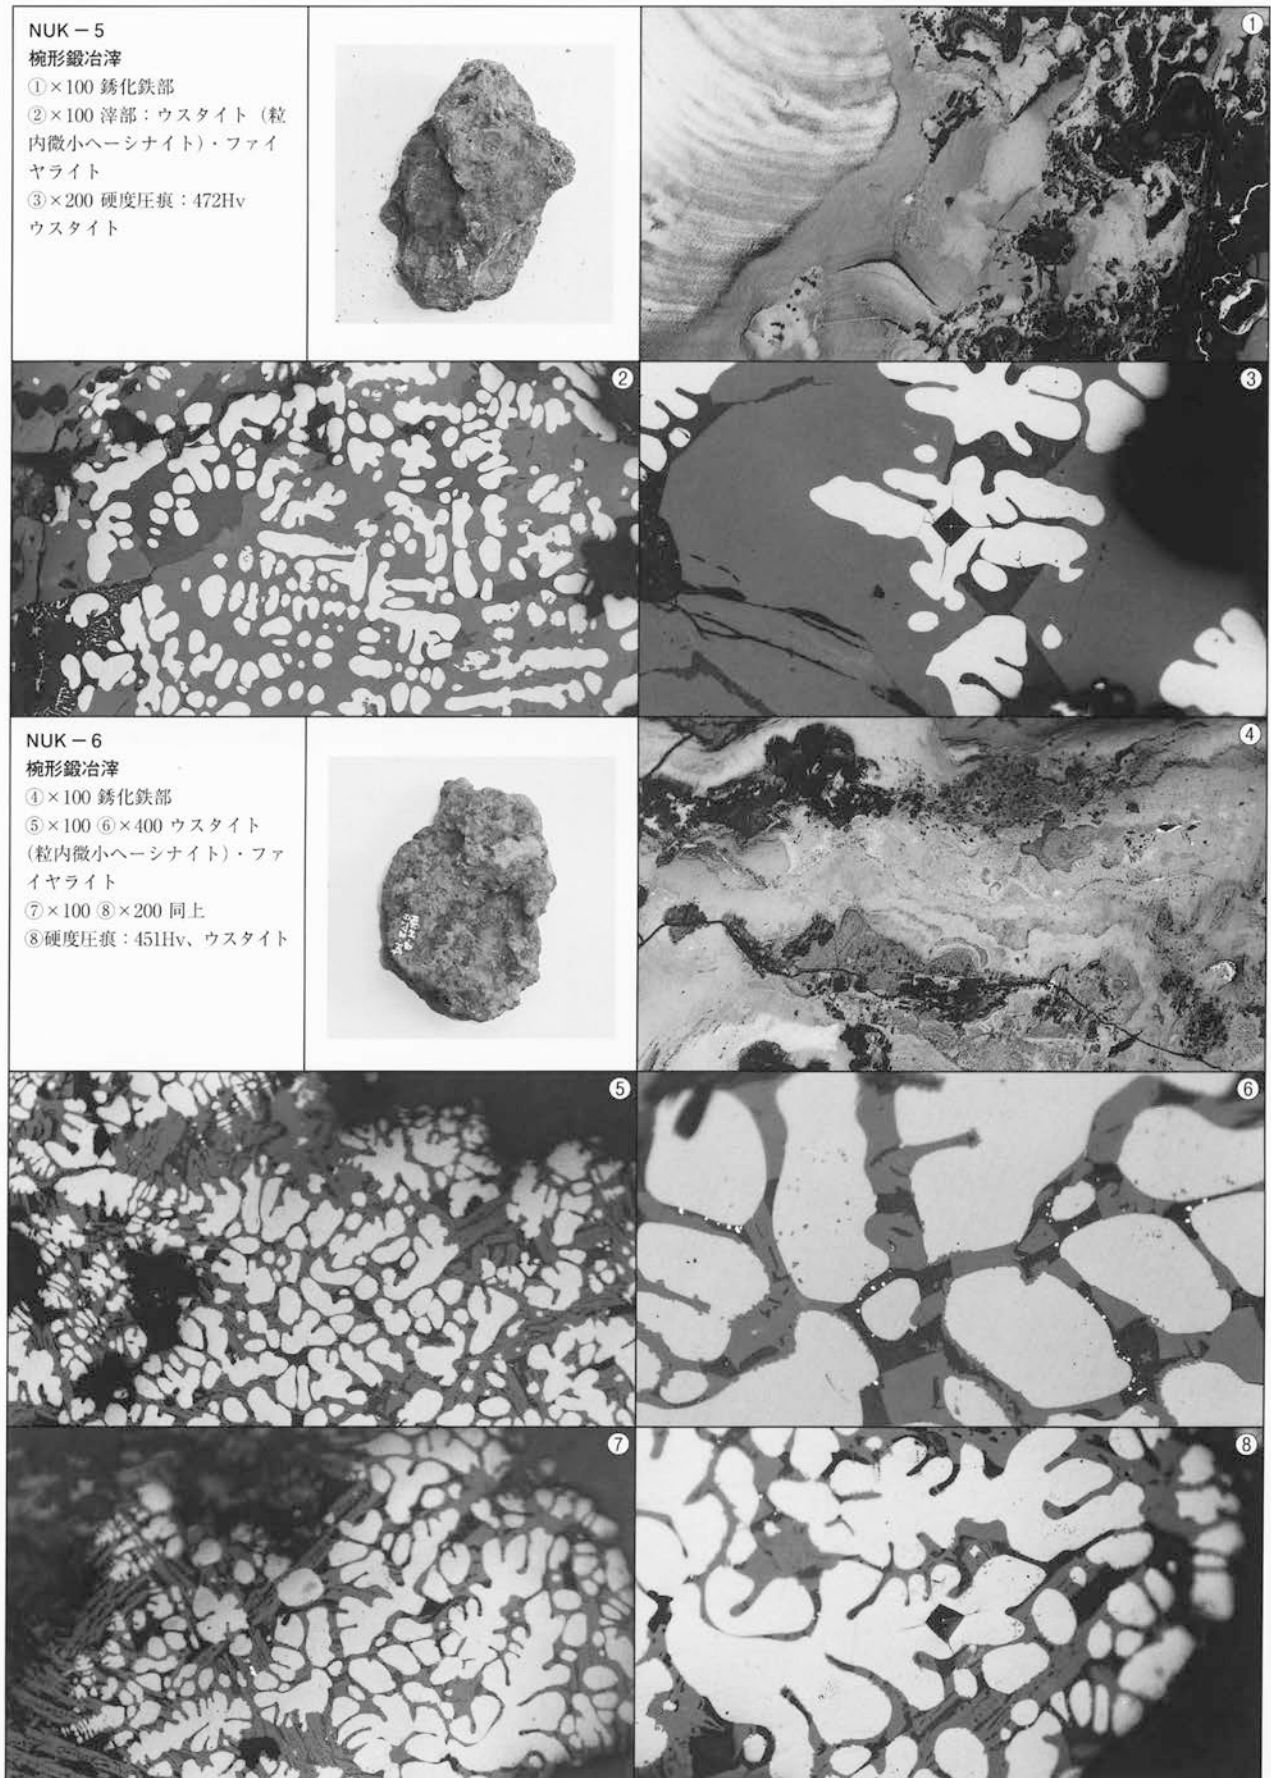 NUK－5
椀形鍛冶滓
①×100 銹化鉄部
②×100 滓部：ウスタイト（粒
内微小ヘーシナイト）・ファイ
ヤライト
③×200 硬度圧痕：472Hv
ウスタイト
①
②
③
NUK－6
椀形鍛冶滓
④×100 銹化鉄部
⑤×100 ⑥×400 ウスタイト
(粒内微小ヘーシナイト)・ファ
イヤライト
⑦×100 ⑧×200 同上
⑧硬度圧痕：451Hv、ウスタイト
④
⑤
⑥
⑦
⑧